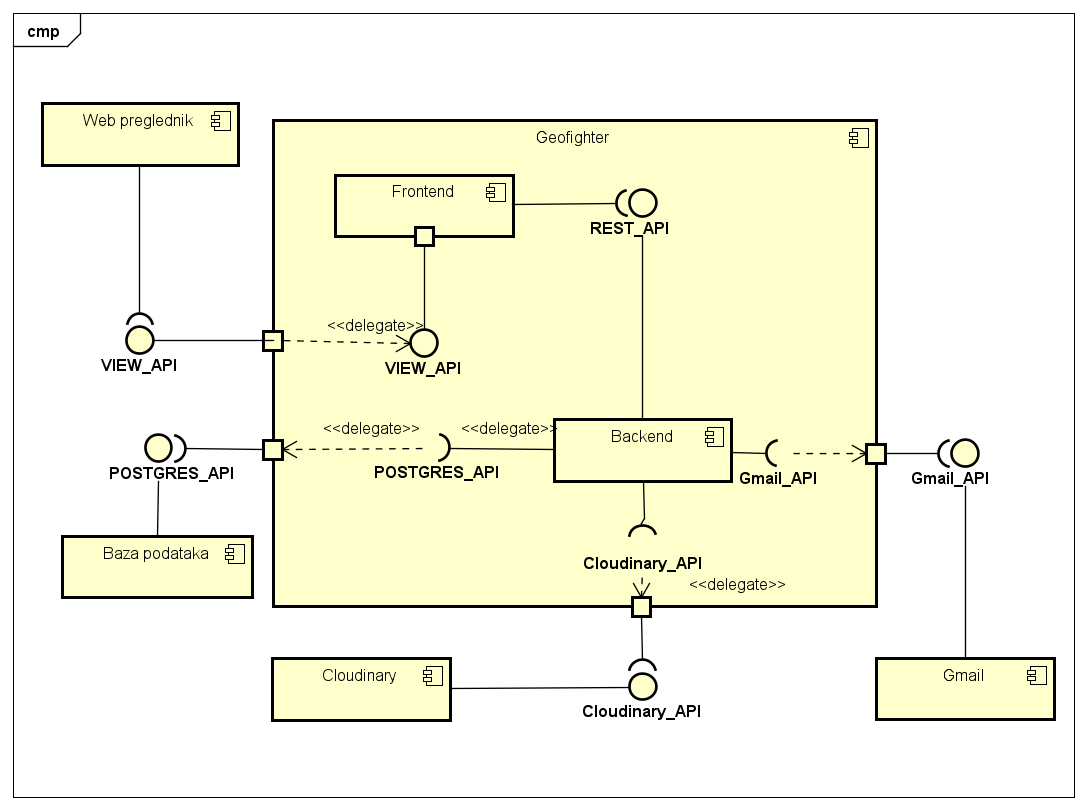 cmp
Web preglednik
Geofighter
Frontend
REST_API
<<delegate>>
VIEW_API
VIEW_API
<<delegate>>
<<delegate>>
Backend
POSTGRES_API
POSTGRES_API
Gmail_API
Gmail_API
Baza podataka
Cloudinary_API
<<delegate>>
Cloudinary
Gmail
Cloudinary_API